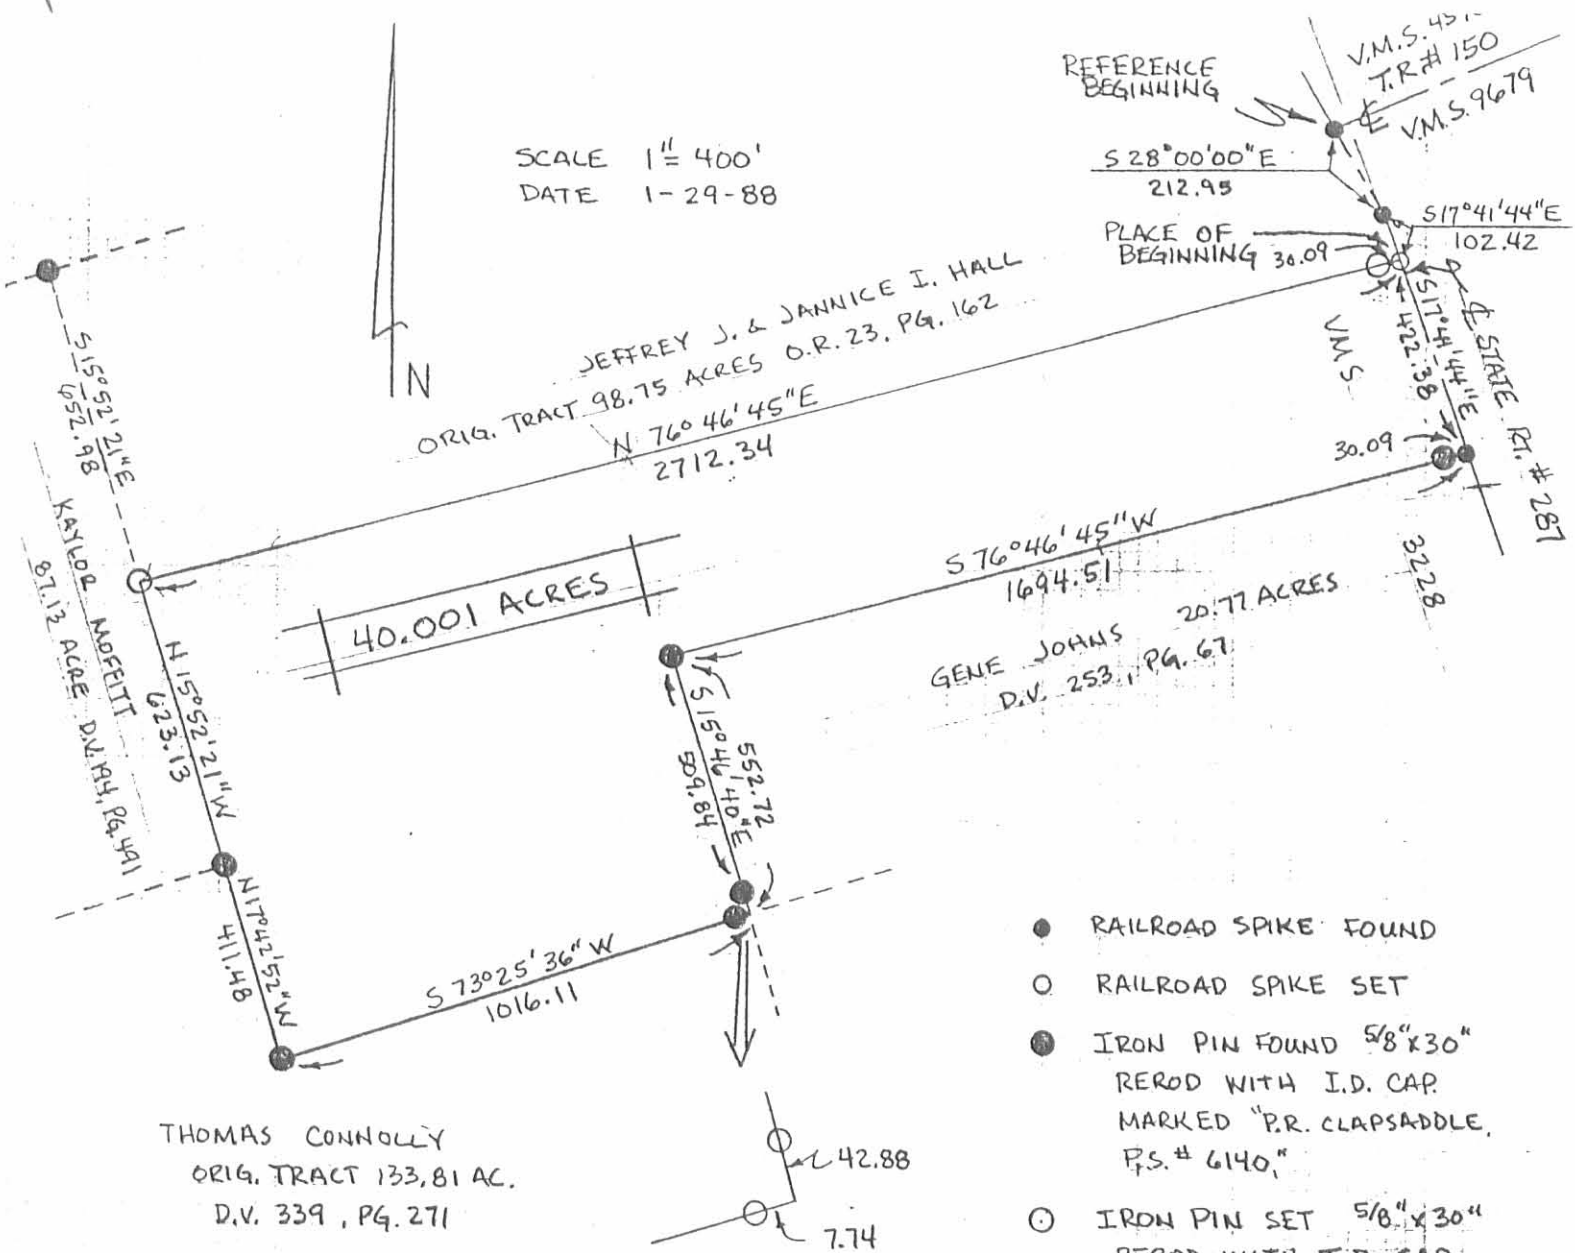 V.M.S.
T.R.# 150
℄
V.M.S. 9679
REFERENCE
BEGINNING
SCALE 1" = 400'
DATE 1-29-88
S 28°00'00" E
212.95
S17°41'44"E
102.42
PLACE OF
BEGINNING
30.09
JEFFREY J. & JANNICE I. HALL
ORIG. TRACT 98.75 ACRES O.R. 23, PG. 162
N
N 76° 46' 45" E
2712.34
S17°41'44"E
422.38
℄ STATE RT. # 287
V.M.S.
3228
30.09
S15°52'21"E
652.98
KAYLOR MOFFITT
87.12 ACRE D.V. 194, PG. 491
40.001 ACRES
S 76°46'45" W
1694.51
GENE JOHNS 20.77 ACRES
D.V. 253, PG. 67
N 15°52'21" W
623.13
552.72
S 15°46'40"E
509.84
N17°42'52"W
411.48
S 73°25'36" W
1016.11
RAILROAD SPIKE FOUND
RAILROAD SPIKE SET
IRON PIN FOUND 5/8"x30"
REROD WITH I.D. CAP.
MARKED "P.R. CLAPSADDLE,
P.S. # 6140,"
IRON PIN SET 5/8"x30"
REROD WITH I.D. CAP
THOMAS CONNOLLY
ORIG. TRACT 133.81 AC.
D.V. 339, PG. 271
42.88
7.74